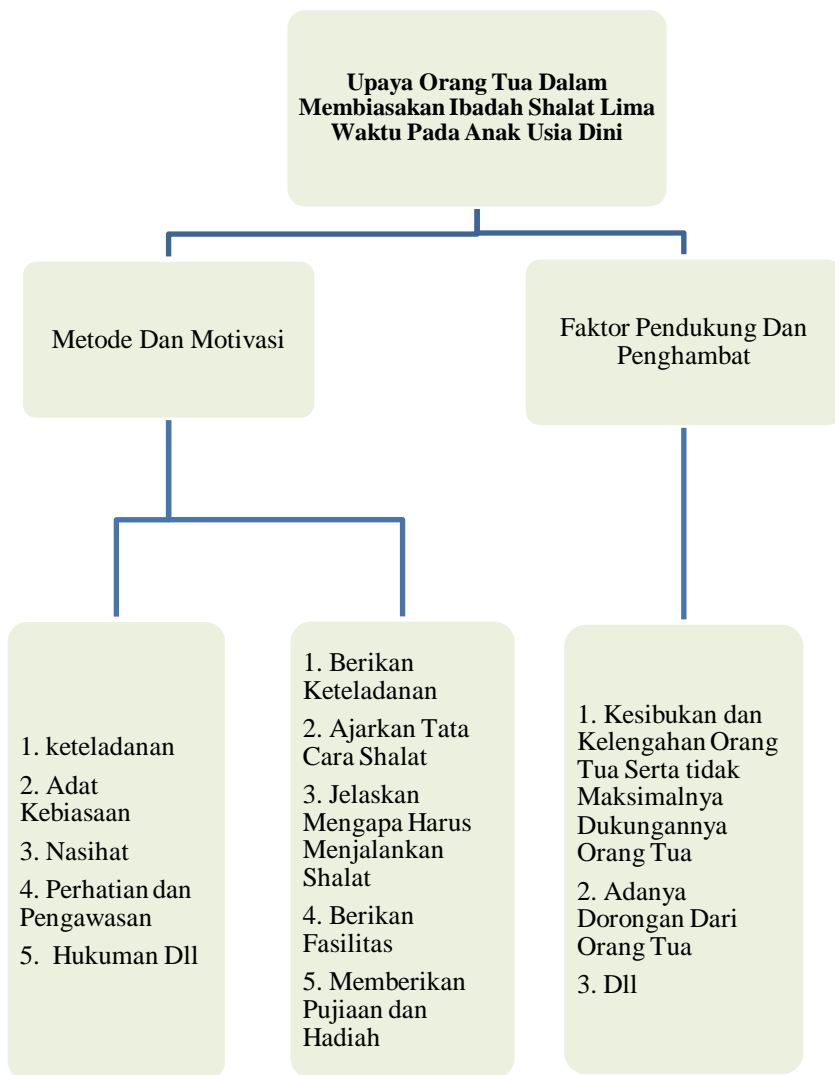 Upaya Orang Tua Dalam
Membiasakan Ibadah Shalat Lima
Waktu Pada Anak Usia Dini
Metode Dan Motivasi
Faktor Pendukung Dan
Penghambat
1. keteladanan
2. Adat
Kebiasaan
3. Nasihat
4. Perhatian dan
Pengawasan
5. Hukuman Dll
1. Berikan
Keteladanan
2. Ajarkan Tata
Cara Shalat
3. Jelaskan
Mengapa Harus
Menjalankan
Shalat
4. Berikan
Fasilitas
5. Memberikan
Pujiaan dan
Hadiah
1. Kesibukan dan
Kelengahan Orang
Tua Serta tidak
Maksimalnya
Dukungannya
Orang Tua
2. Adanya
Dorongan Dari
Orang Tua
3. Dll